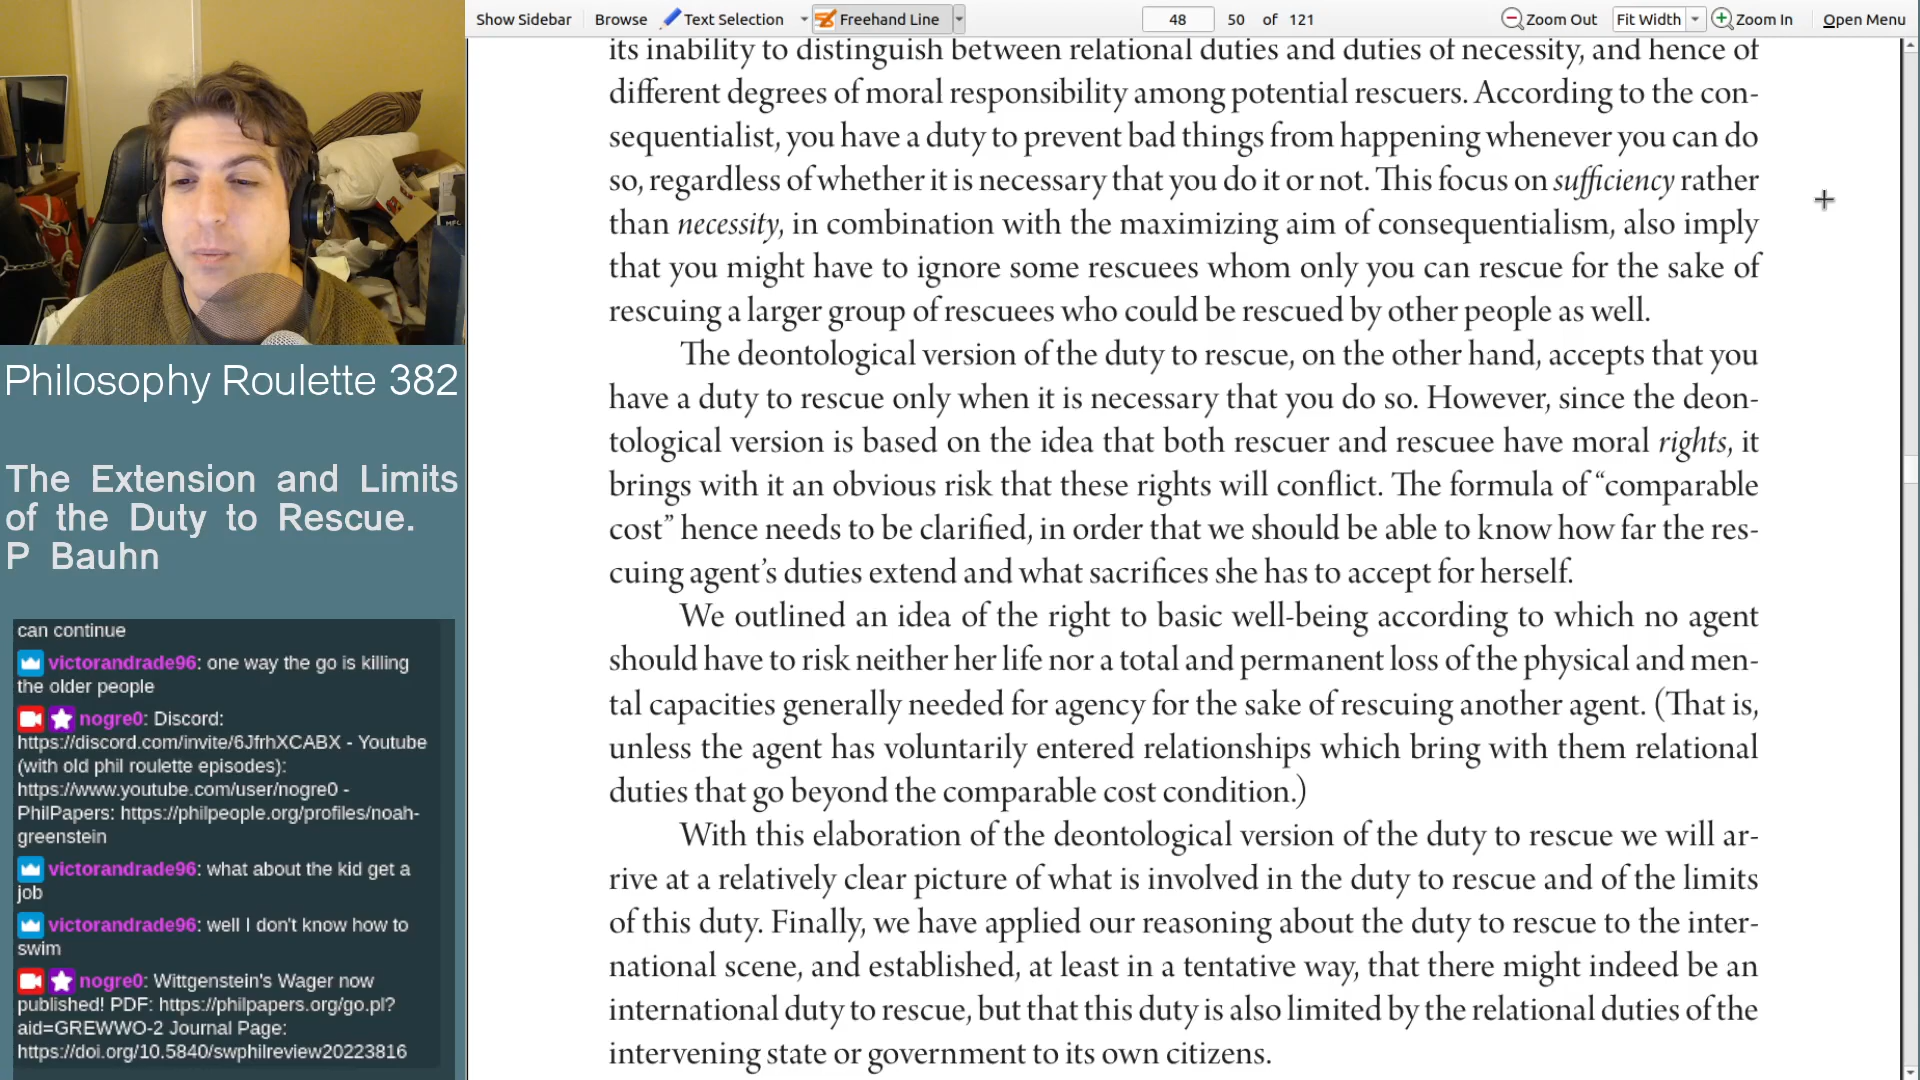 Show Sidebar
Browse
Text Selection
Freehand Line
48
50 of 121
Zoom Out
Fit Width
Zoom In
Open Menu
its inability to distinguish between relational duties and duties of necessity, and hence of
different degrees of moral responsibility among potential rescuers. According to the con-
sequentialist, you have a duty to prevent bad things from happening whenever you can do
so, regardless of whether it is necessary that you do it or not. This focus on sufficiency rather
than necessity, in combination with the maximizing aim of consequentialism, also imply
that you might have to ignore some rescuees whom only you can rescue for the sake of
rescuing a larger group of rescuees who could be rescued by other people as well.
The deontological version of the duty to rescue, on the other hand, accepts that you
have a duty to rescue only when it is necessary that you do so. However, since the deon-
tological version is based on the idea that both rescuer and rescuee have moral rights, it
brings with it an obvious risk that these rights will conflict. The formula of “comparable
cost” hence needs to be clarified, in order that we should be able to know how far the res-
cuing agent’s duties extend and what sacrifices she has to accept for herself.
We outlined an idea of the right to basic well-being according to which no agent
should have to risk neither her life nor a total and permanent loss of the physical and men-
tal capacities generally needed for agency for the sake of rescuing another agent. (That is,
unless the agent has voluntarily entered relationships which bring with them relational
duties that go beyond the comparable cost condition.)
With this elaboration of the deontological version of the duty to rescue we will ar-
rive at a relatively clear picture of what is involved in the duty to rescue and of the limits
of this duty. Finally, we have applied our reasoning about the duty to rescue to the inter-
national scene, and established, at least in a tentative way, that there might indeed be an
international duty to rescue, but that this duty is also limited by the relational duties of the
intervening state or government to its own citizens.
Philosophy Roulette 382
The Extension and Limits
of the Duty to Rescue.
P Bauhn
can continue
victorandrade96: one way the go is killing
the older people
nogre0: Discord:
https://discord.com/invite/6JfrhXCABX - Youtube
(with old phil roulette episodes):
https://www.youtube.com/user/nogre0 -
PhilPapers: https://philpeople.org/profiles/noah-
greenstein
victorandrade96: what about the kid get a
job
victorandrade96: well I don't know how to
swim
nogre0: Wittgenstein's Wager now
published! PDF: https://philpapers.org/go.pl?
aid=GREWWO-2 Journal Page:
https://doi.org/10.5840/swphilreview20223816